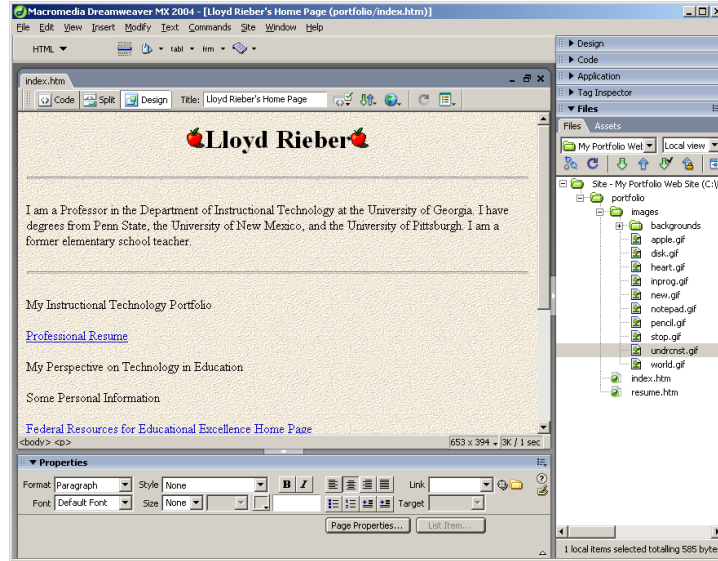 Macromedia Dreamweaver MX 2004 - [Lloyd Rieber's Home Page (portfolio/index.htm)]
File Edit View Insert Modify Text Commands Site Window Help
HTML tabl frm
index.htm
Code Split Design Title: Lloyd Rieber's Home Page
Lloyd Rieber
I am a Professor in the Department of Instructional Technology at the University of Georgia. I have
degrees from Penn State, the University of New Mexico, and the University of Pittsburgh. I am a
former elementary school teacher.
My Instructional Technology Portfolio
Professional Resume
My Perspective on Technology in Education
Some Personal Information
Federal Resources for Educational Excellence Home Page
<body> <p> 653 x 394 3K / 1 sec
Properties
Format Paragraph Style None B I Link
Font Default Font Size None Target
Page Properties... List Item...
Design
Code
Application
Tag Inspector
Files
Files Assets
My Portfolio Wel Local view
Site - My Portfolio Web Site (C:\
portfolio
images
backgrounds
apple.gif
disk.gif
heart.gif
inprog.gif
new.gif
notepad.gif
pencil.gif
stop.gif
undrcnst.gif
world.gif
index.htm
resume.htm
1 local items selected totalling 585 byte